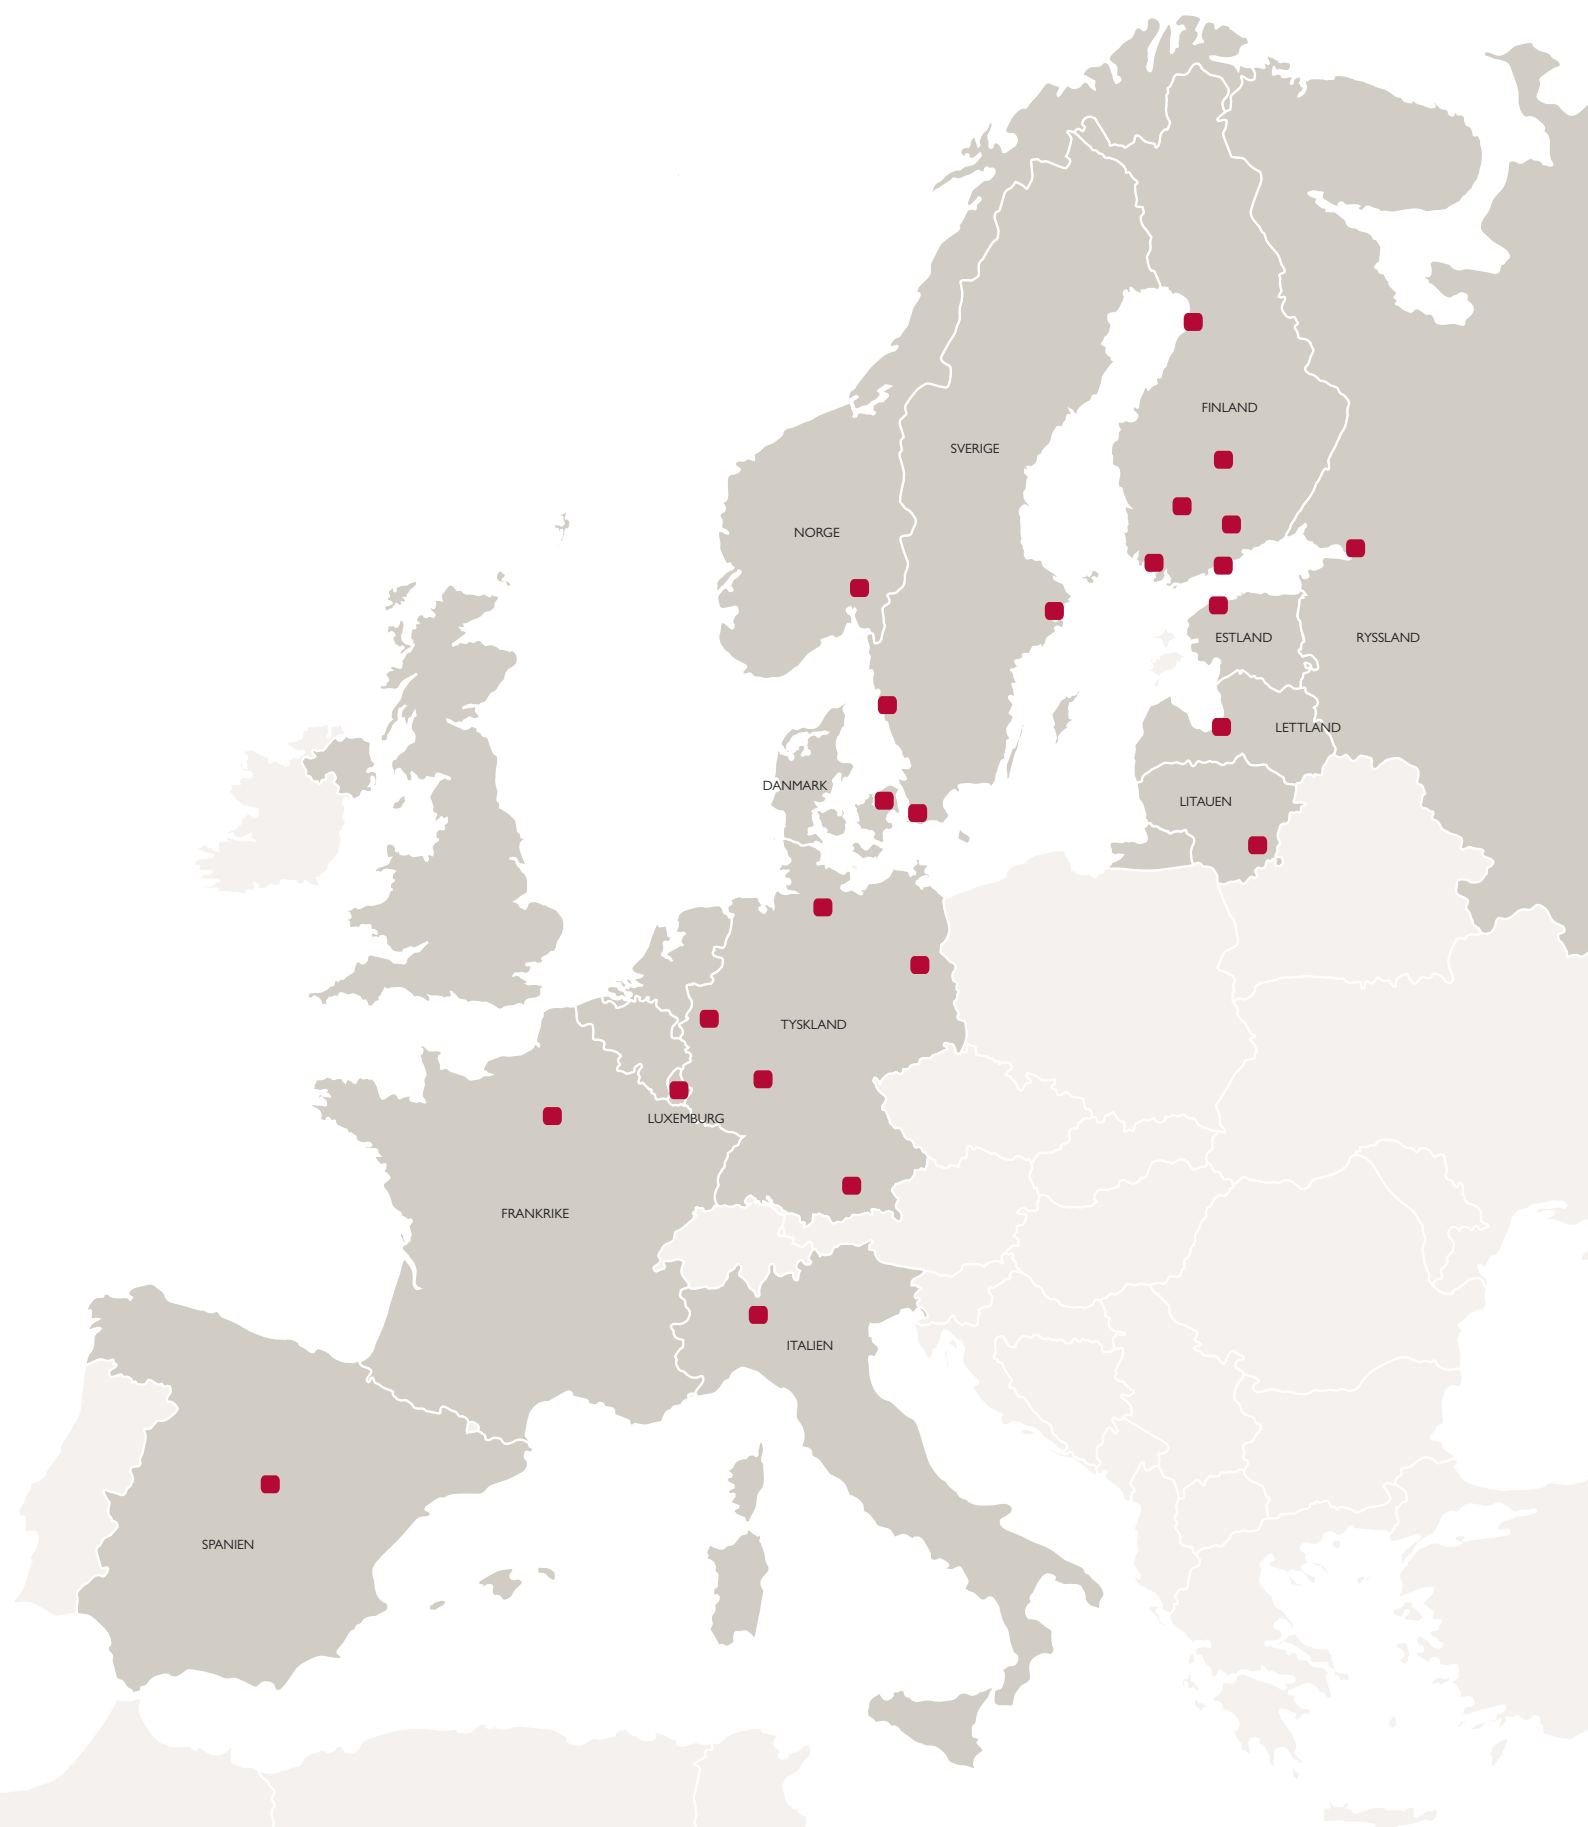 FINLAND
SVERIGE
NORGE
ESTLAND
RYSSLAND
LETTLAND
DANMARK
LITAUEN
TYSKLAND
LUXEMBURG
FRANKRIKE
ITALIEN
SPANIEN